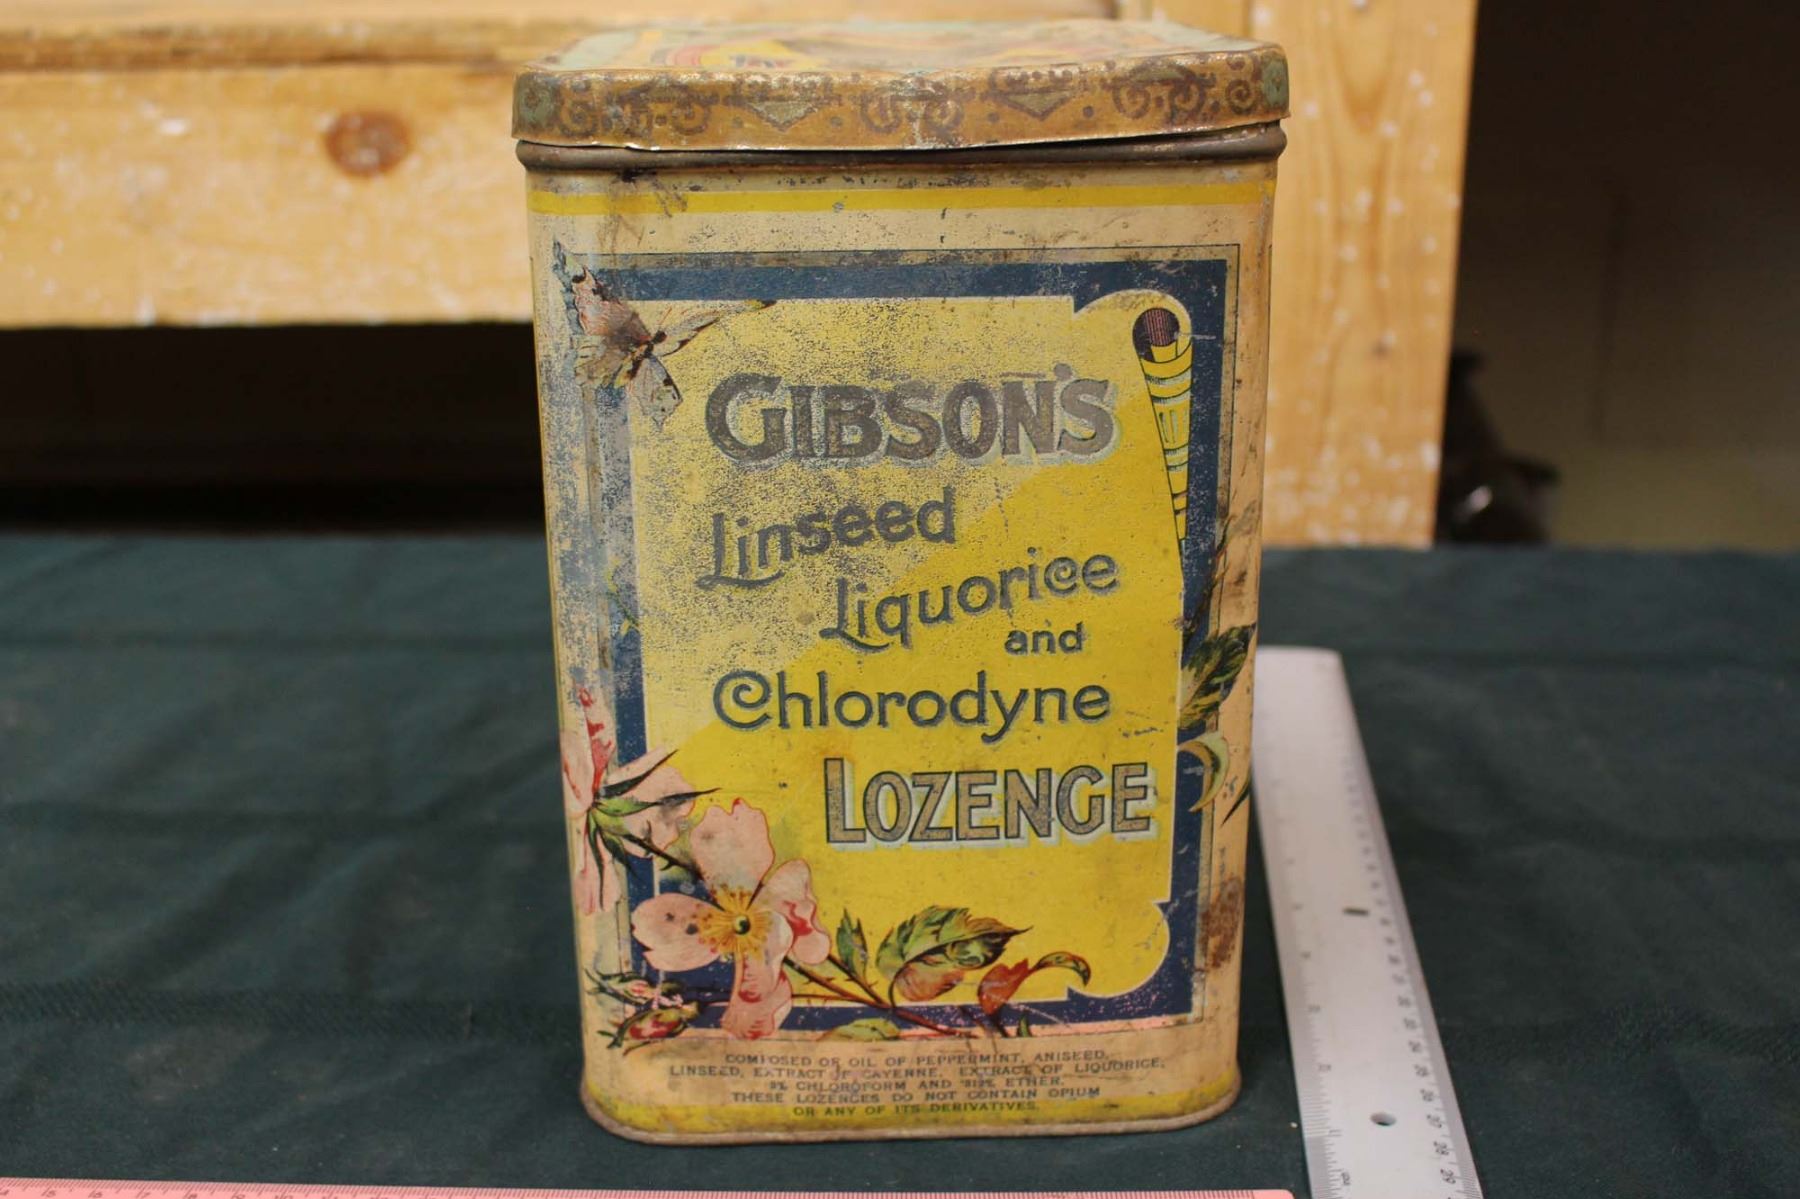 GIBSON'S
Linseed
Liquorice
and
Chlorodyne
LOZENGE
COMPOSED OF OIL OF PEPPERMINT, ANISEED,
LINSEED, EXTRACT OF CAYENNE, EXTRACT OF LIQUORICE,
CHLOROFORM AND ETHER.
THESE LOZENGES DO NOT CONTAIN OPIUM
OR ANY OF ITS DERIVATIVES.